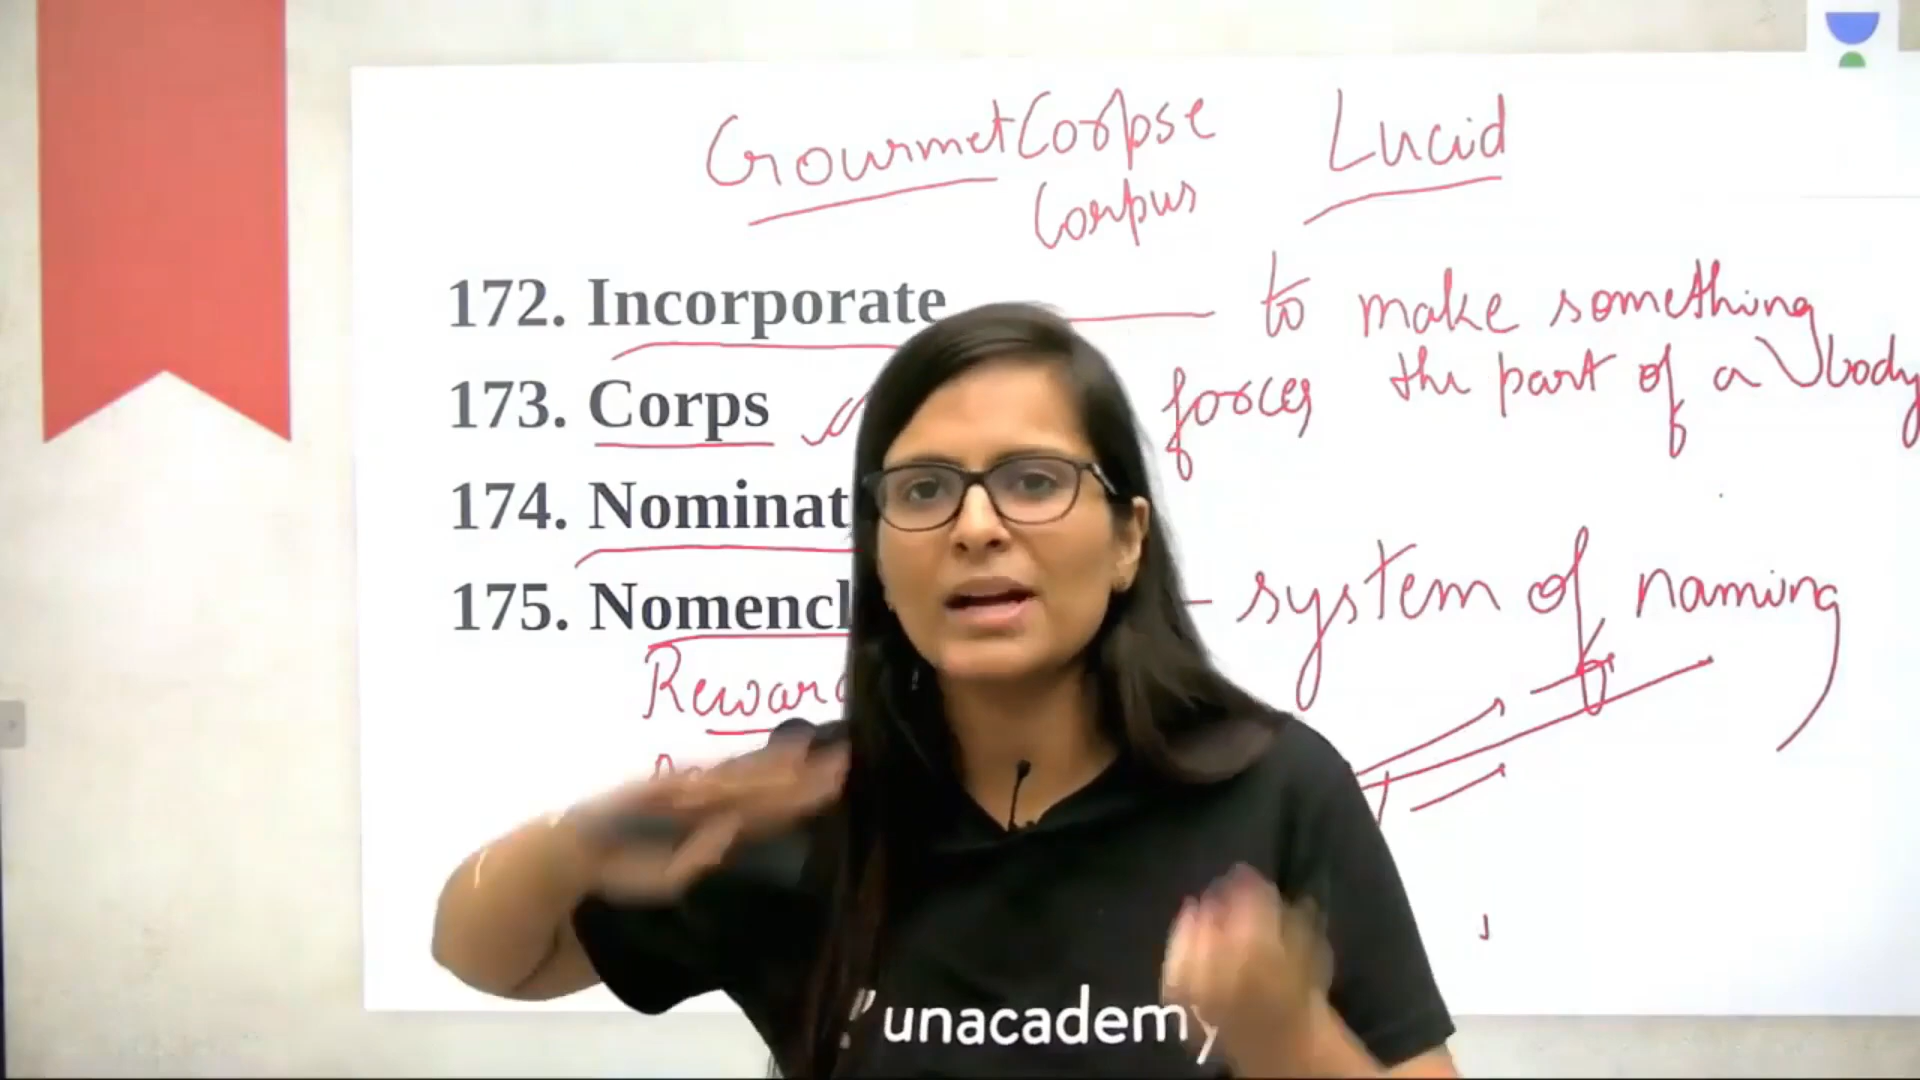 Gourmet Corpse Lucid
Corpus
172. Incorporate to make something
173. Corps forces the part of a body
174. Nominat
175. Nomencl system of naming
Reward
unacademy